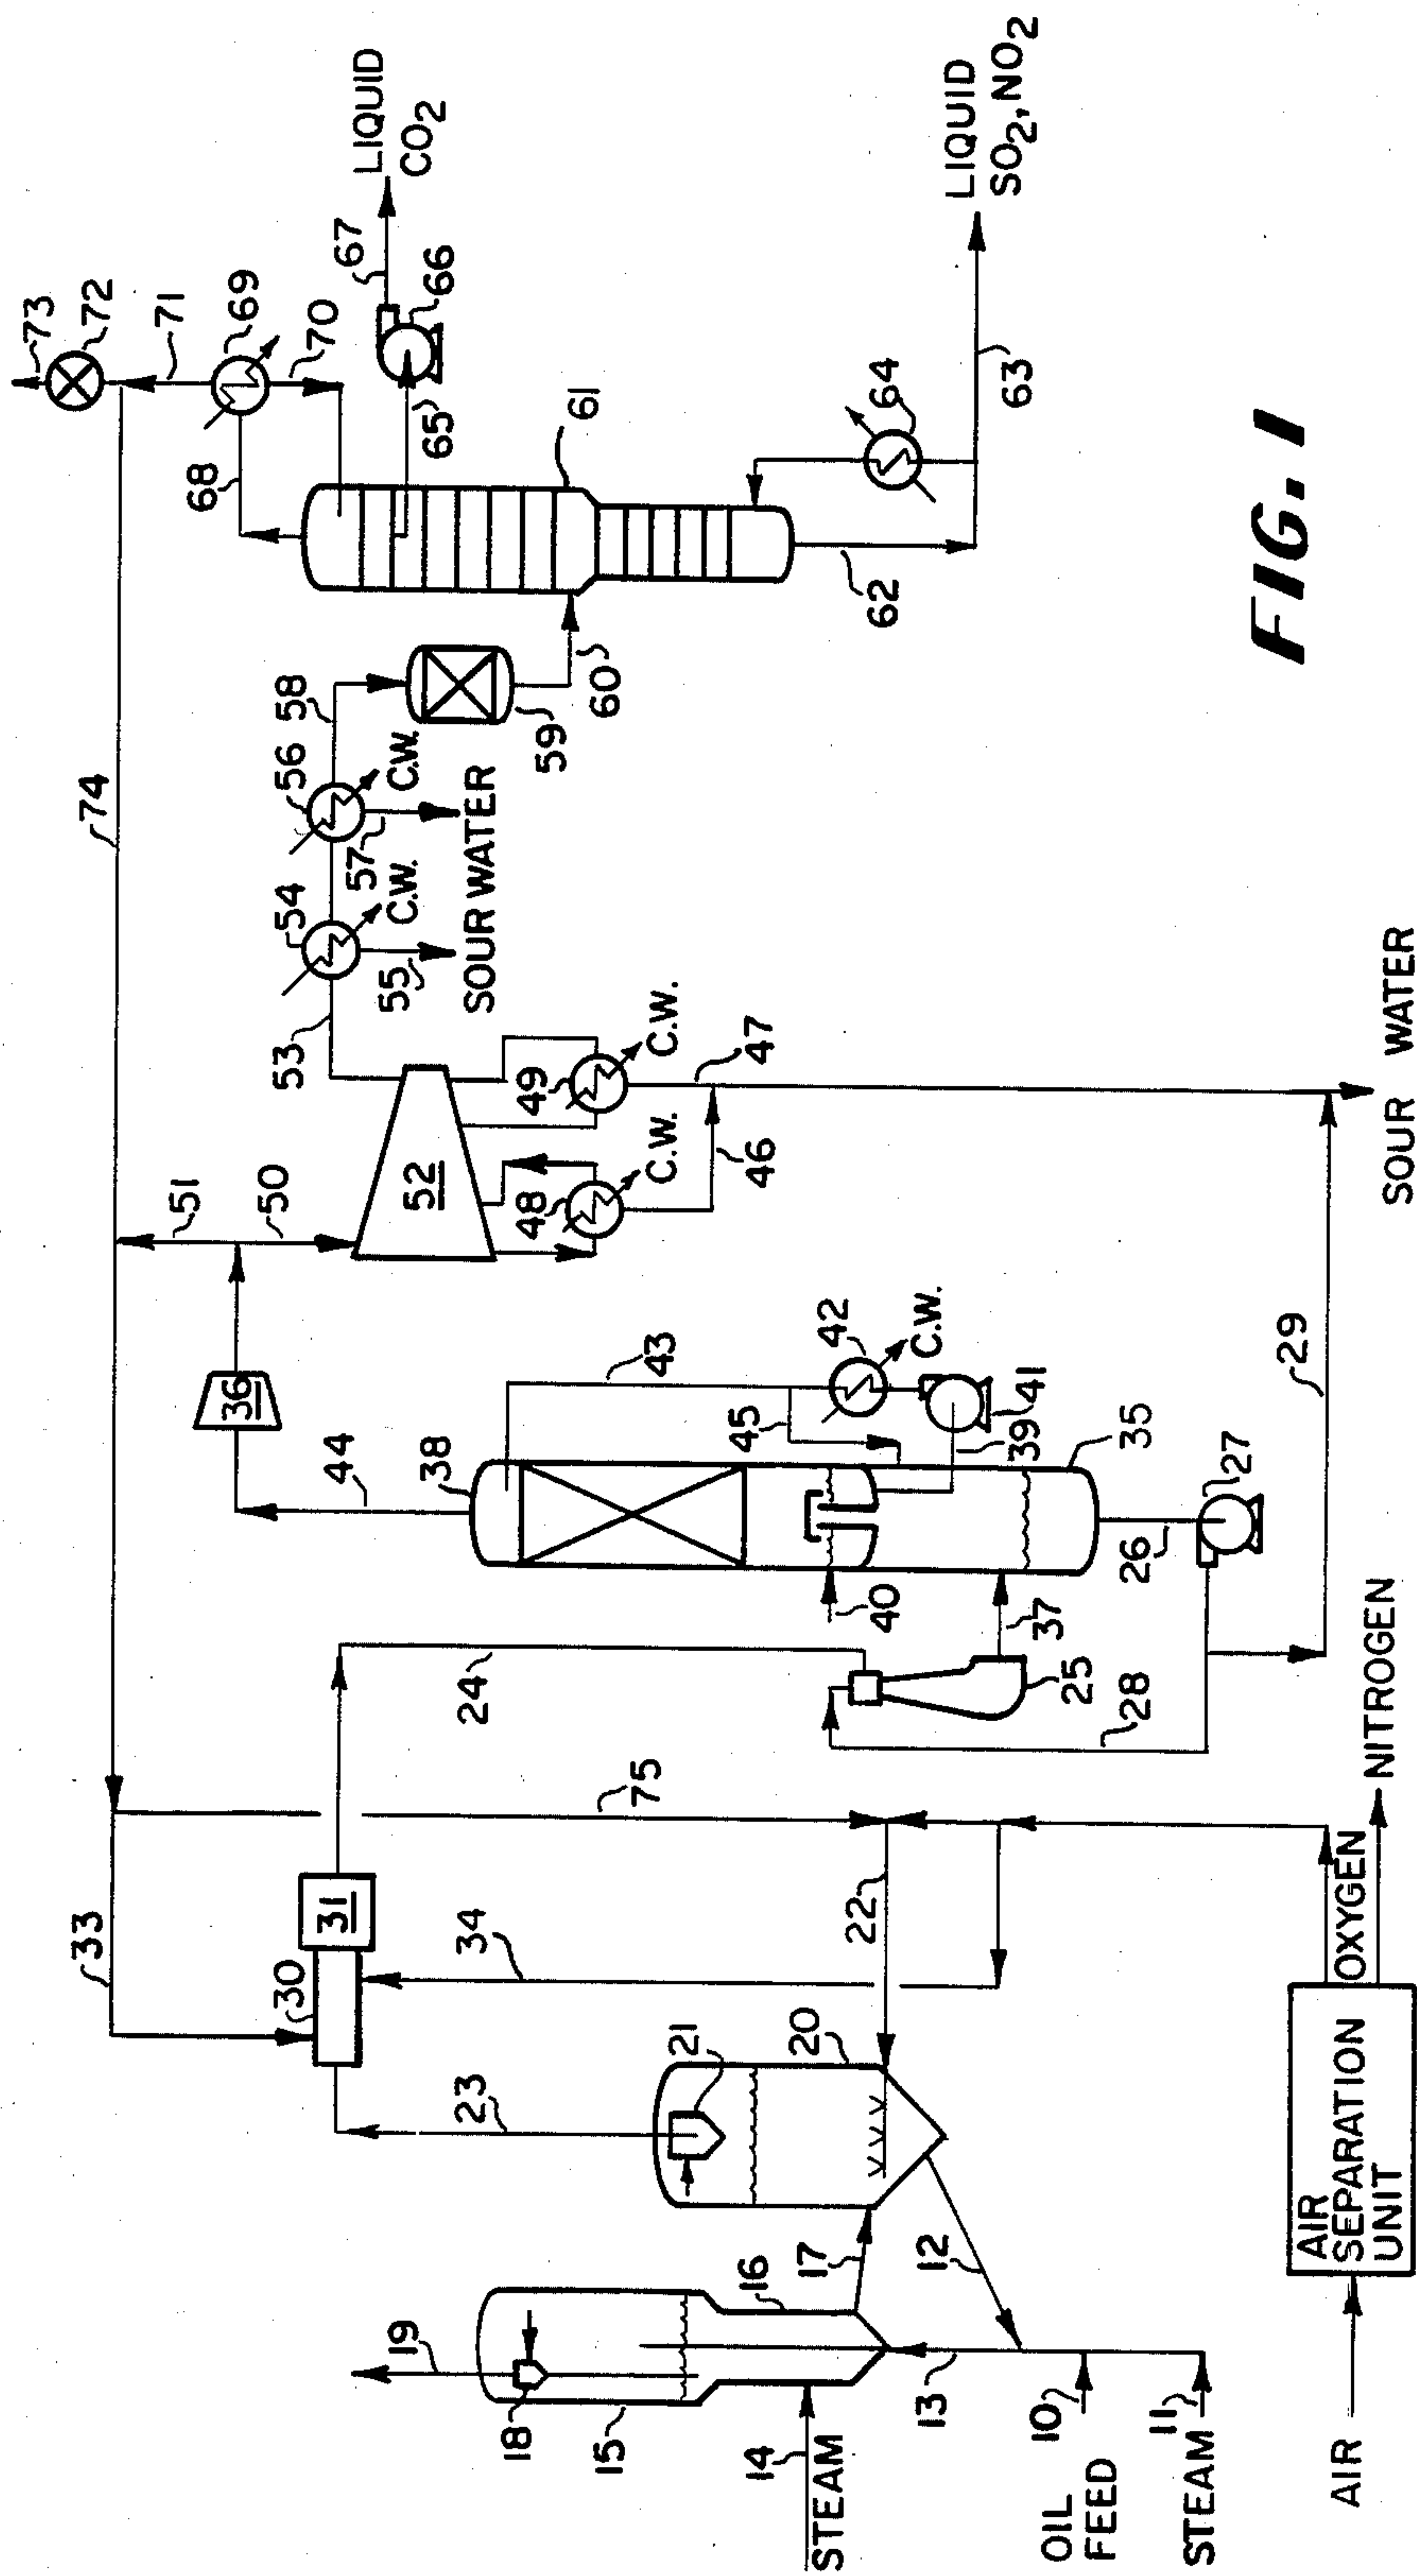 73
72
71
69
70
68
74
LIQUID
CO2
67
66
65
61
64
LIQUID
SO2, NO2
63
62
60
59
58
56
C.W.
57
54
C.W.
55
SOUR WATER
53
52
51
50
49
C.W.
48
C.W.
47
46
SOUR WATER
36
44
38
43
42
C.W.
41
45
39
35
40
37
27
26
29
25
28
24
75
33
31
30
34
22
23
21
20
NITROGEN
OXYGEN
AIR
SEPARATION
UNIT
AIR
19
18
15
16
17
12
14
STEAM
13
10
OIL
FEED
11
STEAM
FIG. 1